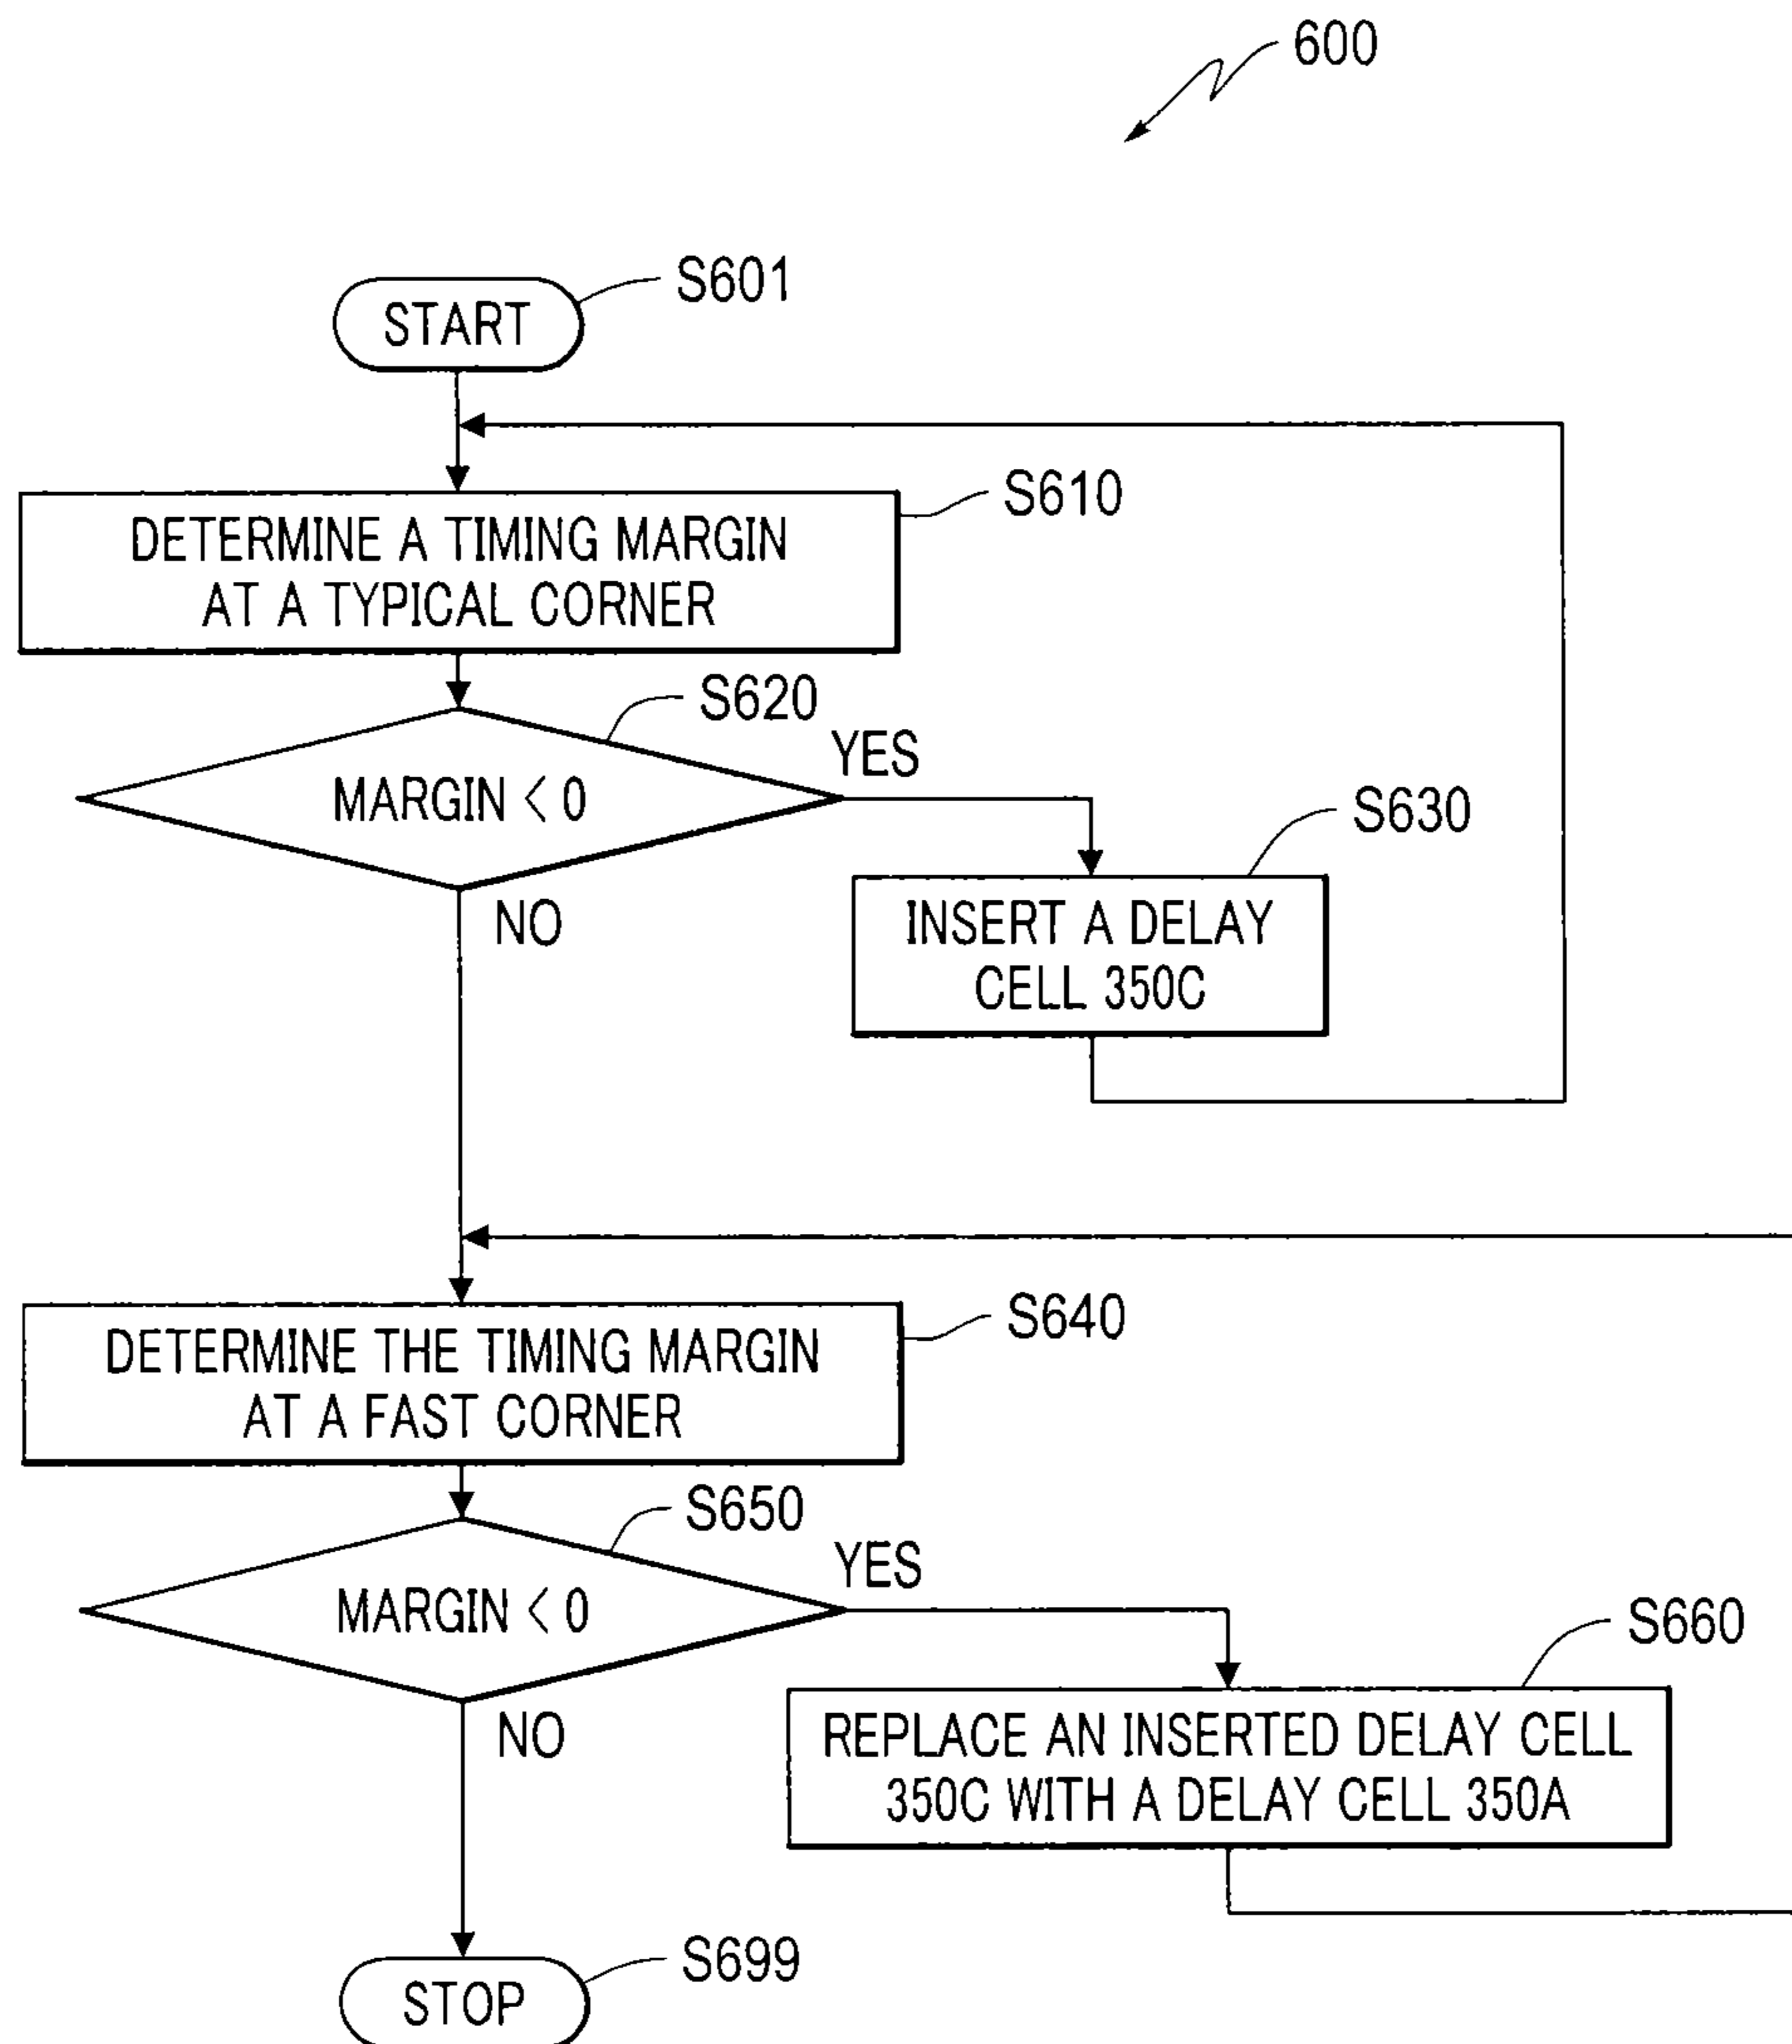 600
START
S601
DETERMINE A TIMING MARGIN
AT A TYPICAL CORNER
S610
MARGIN < 0
S620
YES
NO
INSERT A DELAY
CELL 350C
S630
DETERMINE THE TIMING MARGIN
AT A FAST CORNER
S640
MARGIN < 0
S650
YES
NO
REPLACE AN INSERTED DELAY CELL
350C WITH A DELAY CELL 350A
S660
STOP
S699